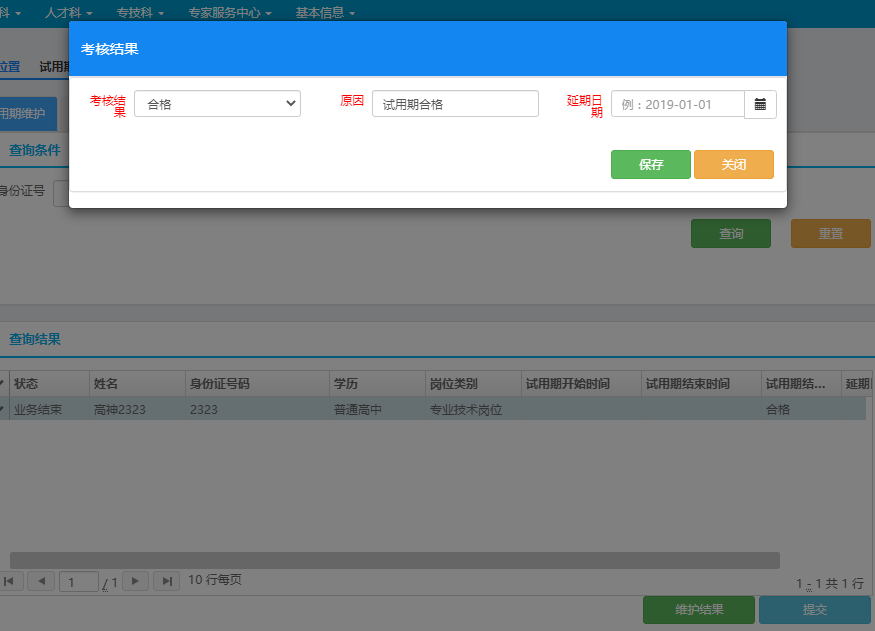 科 人才科 专技科 专家服务中心 基本信息
考核结果
位置 试用期
考核结果 合格 原因 试用期合格 延期日期 例：2019-01-01
用期维护
保存 关闭
查询条件
身份证号
查询 重置
查询结果
状态 姓名 身份证号码 学历 岗位类别 试用期开始时间 试用期结束时间 试用期结... 延期
业务结束 高神2323 2323 普通高中 专业技术岗位 合格
1 / 1 10 行每页 1 - 1 共 1 行
维护结果 提交